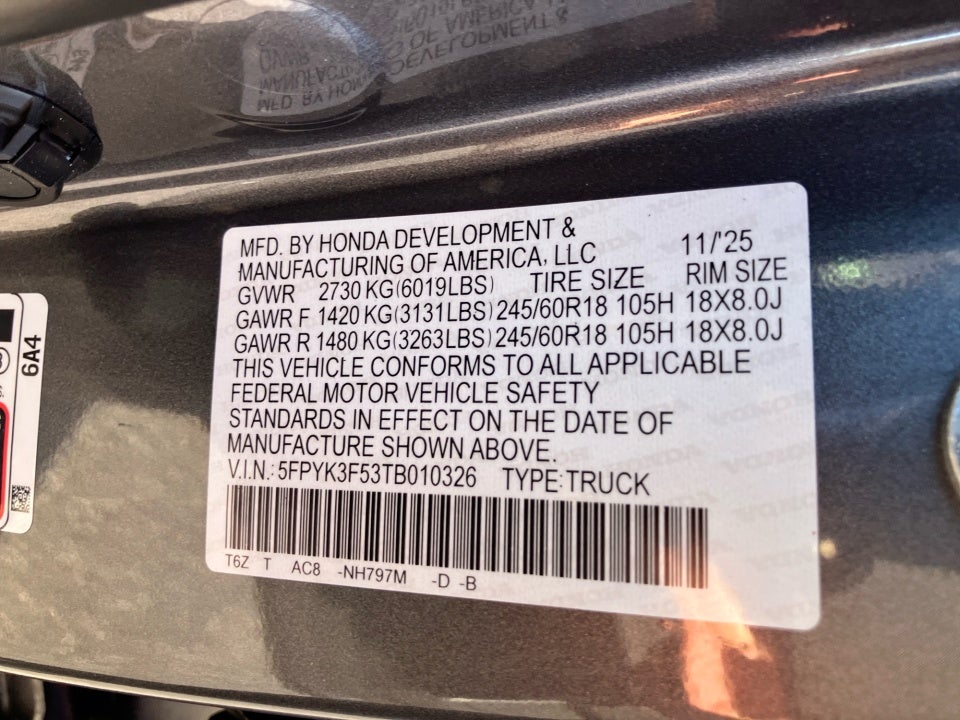 MFD. BY HONDA DEVELOPMENT &
MANUFACTURING OF AMERICA, LLC 11/'25
GVWR 2730 KG(6019LBS) TIRE SIZE RIM SIZE
GAWR F 1420 KG(3131LBS) 245/60R18 105H 18X8.0J
GAWR R 1480 KG(3263LBS) 245/60R18 105H 18X8.0J
THIS VEHICLE CONFORMS TO ALL APPLICABLE
FEDERAL MOTOR VEHICLE SAFETY
STANDARDS IN EFFECT ON THE DATE OF
MANUFACTURE SHOWN ABOVE.
V.I.N.: 5FPYK3F53TB010326 TYPE: TRUCK
T6Z T AC8 -NH797M -D -B
6A4